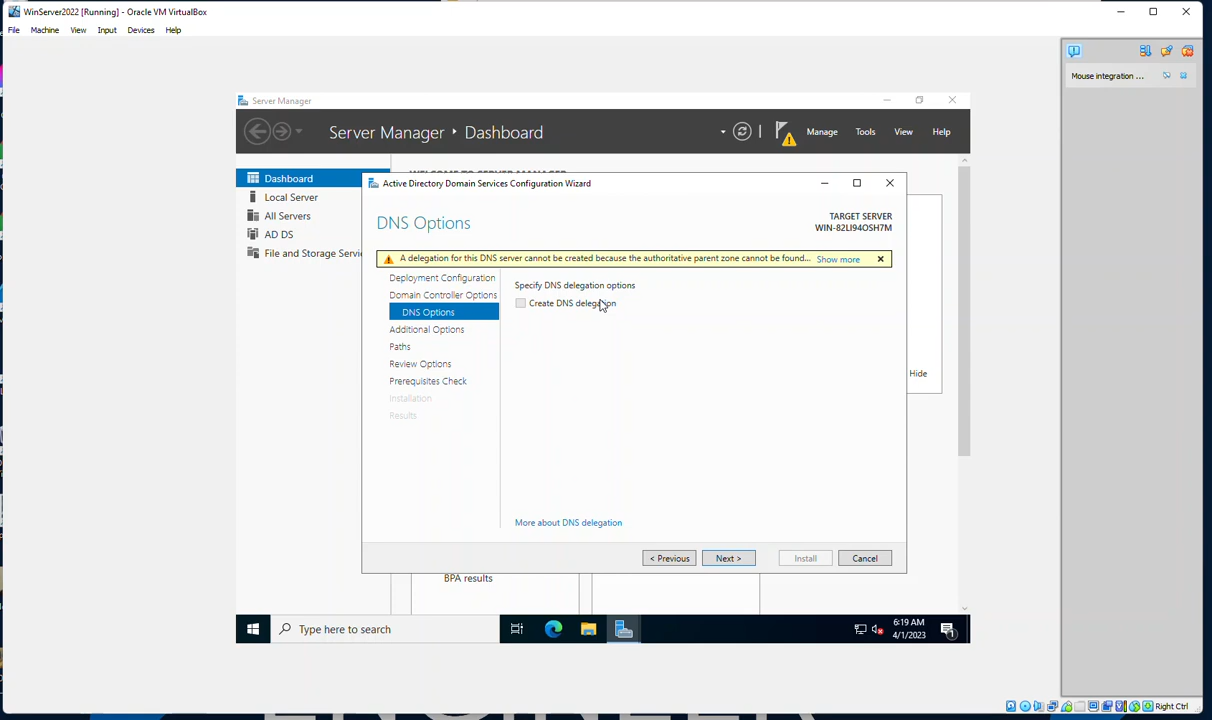 WinServer2022 [Running] - Oracle VM VirtualBox
File Machine View Input Devices Help
Mouse integration ...
Server Manager
Server Manager ‣ Dashboard
Manage Tools View Help
Dashboard
Local Server
All Servers
AD DS
File and Storage Servi
Active Directory Domain Services Configuration Wizard
DNS Options
TARGET SERVER
WIN-82LI94OSH7M
A delegation for this DNS server cannot be created because the authoritative parent zone cannot be found... Show more
Deployment Configuration
Domain Controller Options
DNS Options
Additional Options
Paths
Review Options
Prerequisites Check
Installation
Results
Specify DNS delegation options
Create DNS delegation
More about DNS delegation
Hide
< Previous Next > Install Cancel
BPA results
Type here to search
6:19 AM
4/1/2023
1
Right Ctrl